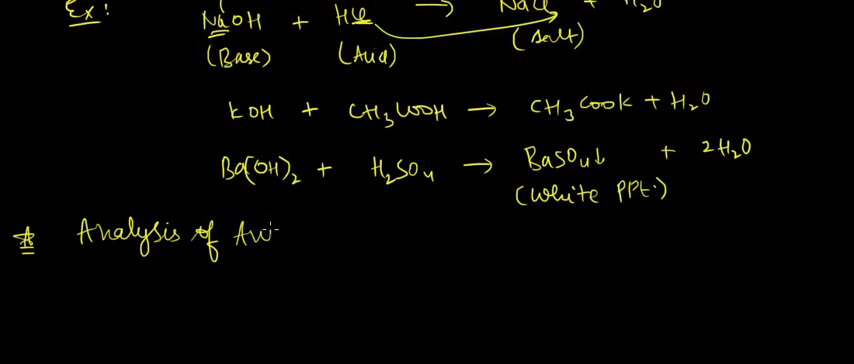 Ex: NaOH + HCl → NaCl + H₂O
(Base) (Acid) (Salt)
KOH + CH₃COOH → CH₃COOK + H₂O
Ba(OH)₂ + H₂SO₄ → BaSO₄↓ + 2H₂O
(White PPt.)
* Analysis of